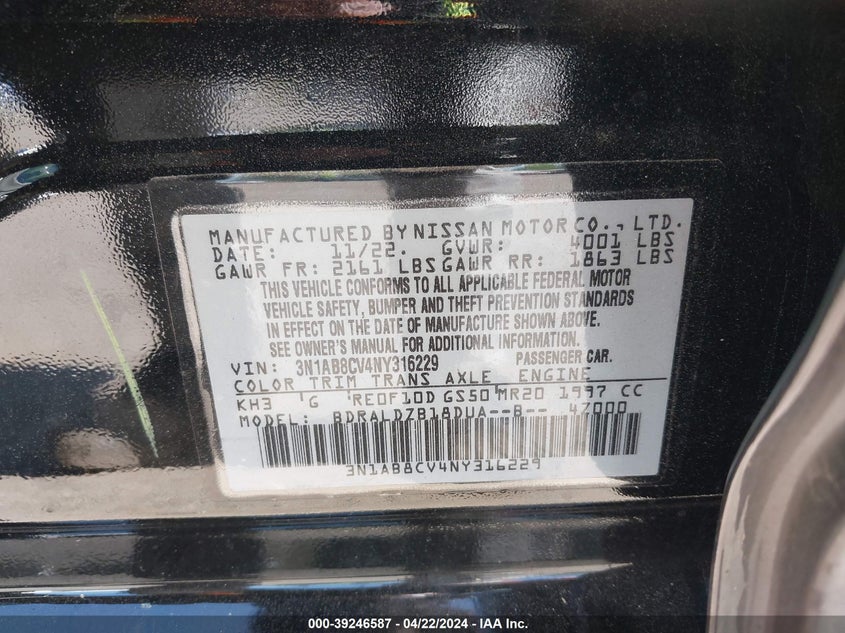 MANUFACTURED BY NISSAN MOTOR CO., LTD.
DATE: 11/22. GVWR: 4001 LBS
GAWR FR: 2161 LBS GAWR RR: 1863 LBS
THIS VEHICLE CONFORMS TO ALL APPLICABLE FEDERAL MOTOR
VEHICLE SAFETY, BUMPER AND THEFT PREVENTION STANDARDS
IN EFFECT ON THE DATE OF MANUFACTURE SHOWN ABOVE.
SEE OWNER'S MANUAL FOR ADDITIONAL INFORMATION.
VIN: 3N1AB8CV4NY316229 PASSENGER CAR.
COLOR TRIM TRANS AXLE ENGINE
KH3 G RE0F10D GS50 MR20 1997 CC
MODEL: BDRALDZB18DUA--B-- 47000
3N1AB8CV4NY316229
000-39246587 - 04/22/2024 - IAA Inc.